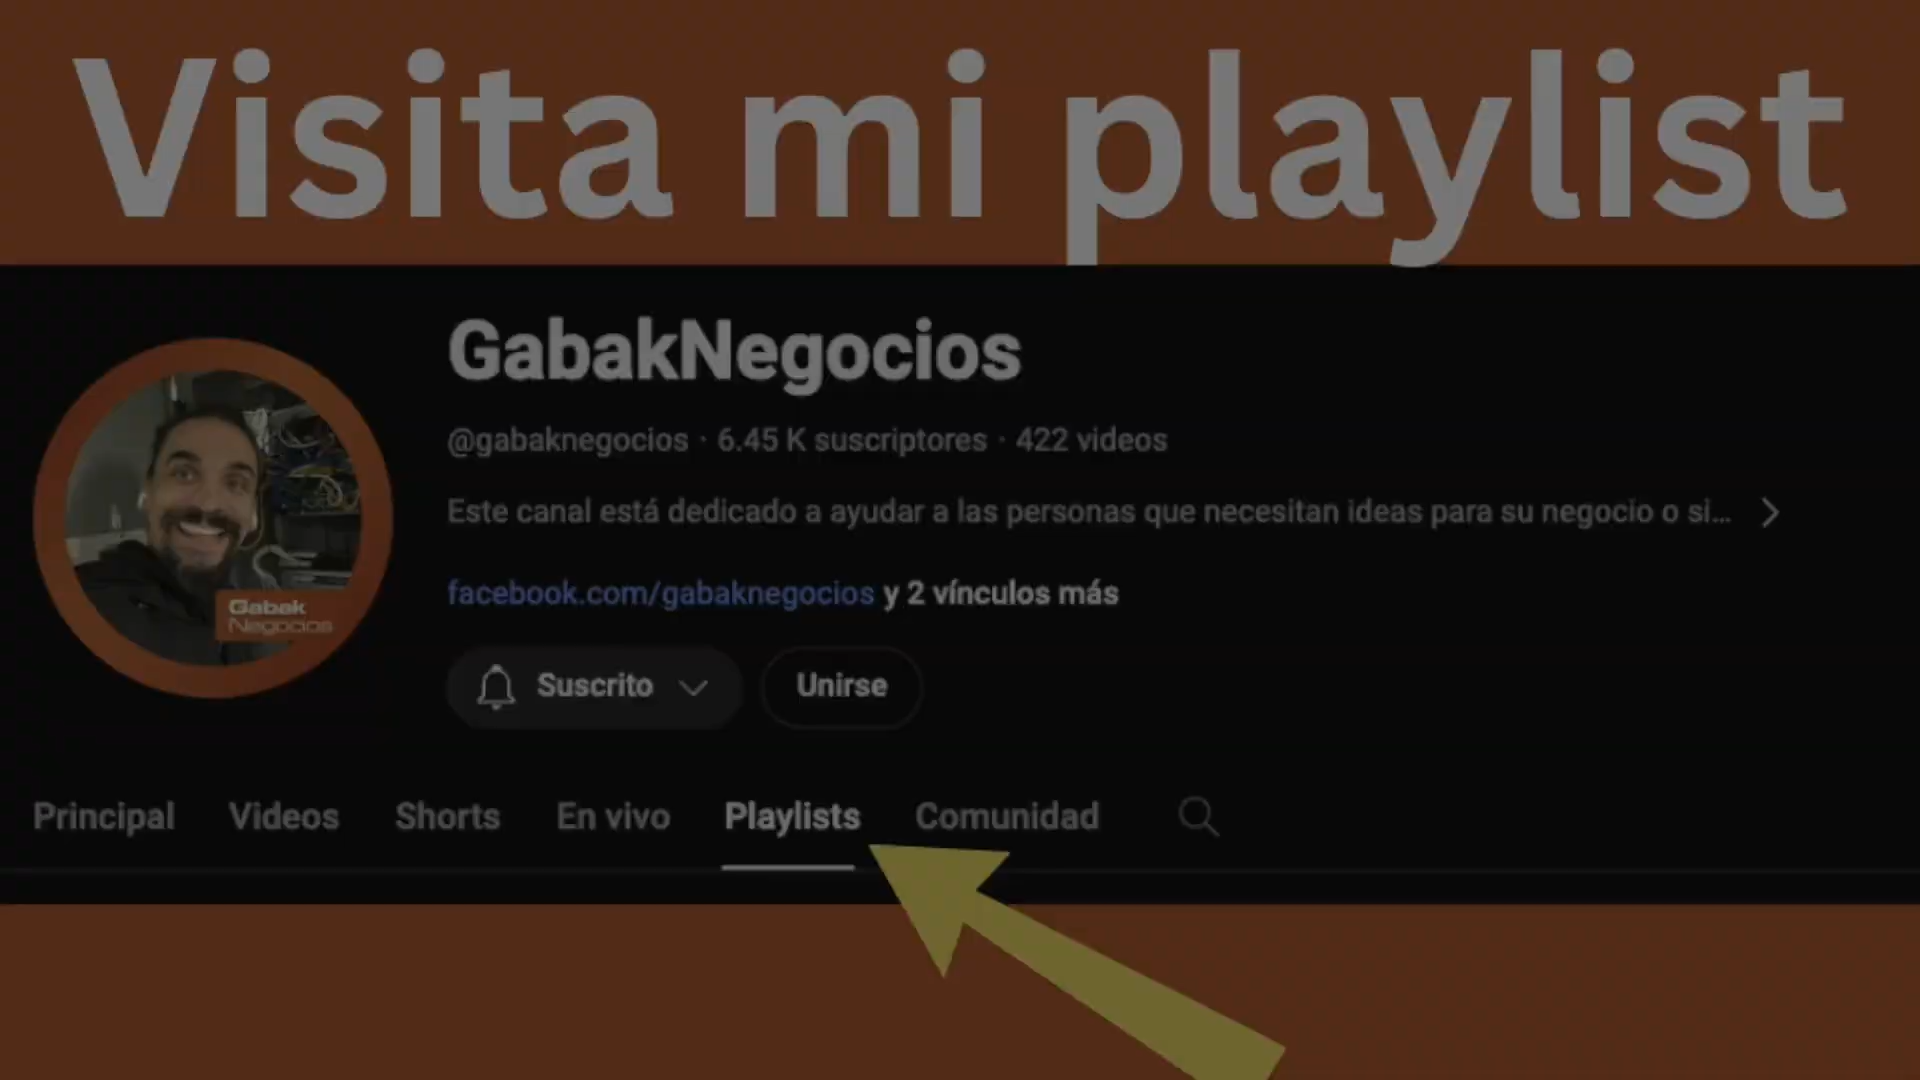 Visita mi playlist
GabakNegocios
@gabaknegocios · 6.45 K suscriptores · 422 videos
Este canal está dedicado a ayudar a las personas que necesitan ideas para su negocio o si...
facebook.com/gabaknegocios y 2 vínculos más
Gabak
Negocios
Suscrito
Unirse
Principal Videos Shorts En vivo Playlists Comunidad